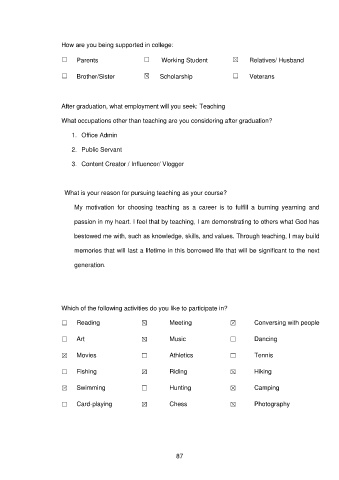 How are you being supported in college:
☐ Parents ☐ Working Student ☒ Relatives/ Husband
☐ Brother/Sister ☒ Scholarship ☐ Veterans
After graduation, what employment will you seek: Teaching
What occupations other than teaching are you considering after graduation?
1. Office Admin
2. Public Servant
3. Content Creator / Influencer/ Vlogger
What is your reason for pursuing teaching as your course?
My motivation for choosing teaching as a career is to fulfill a burning yearning and
passion in my heart. I feel that by teaching, I am demonstrating to others what God has
bestowed me with, such as knowledge, skills, and values. Through teaching, I may build
memories that will last a lifetime in this borrowed life that will be significant to the next
generation.
Which of the following activities do you like to participate in?
☐ Reading ☒ Meeting ☒ Conversing with people
☐ Art ☒ Music ☐ Dancing
☒ Movies ☐ Athletics ☐ Tennis
☐ Fishing ☒ Riding ☒ Hiking
☒ Swimming ☐ Hunting ☒ Camping
☐ Card-playing ☒ Chess ☒ Photography
87